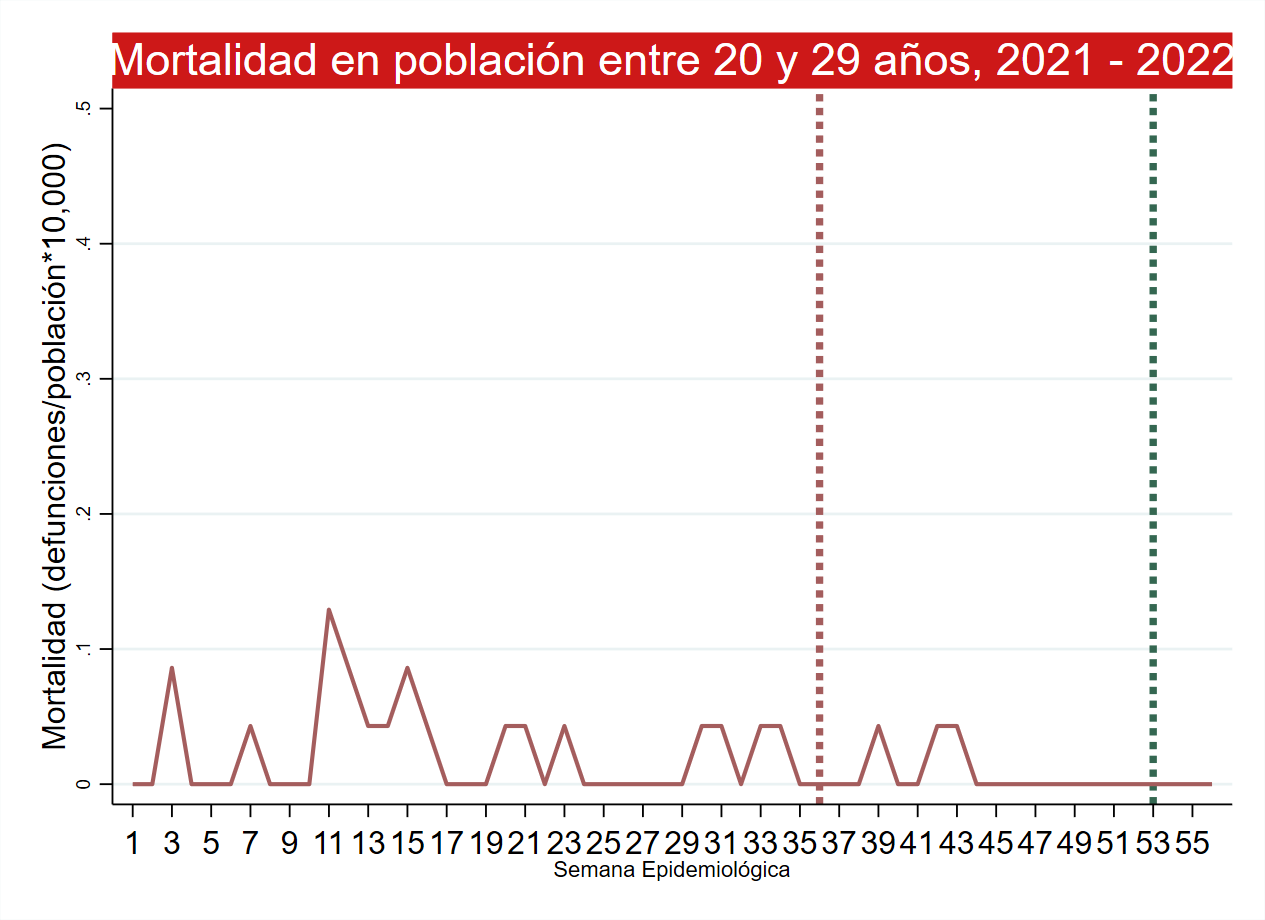 Mortalidad en población entre 20 y 29 años, 2021 - 2022
Mortalidad (defunciones/población*10,000)
.5
.4
.3
.2
.1
0
1 3 5 7 9 11 13 15 17 19 21 23 25 27 29 31 33 35 37 39 41 43 45 47 49 51 53 55
Semana Epidemiológica